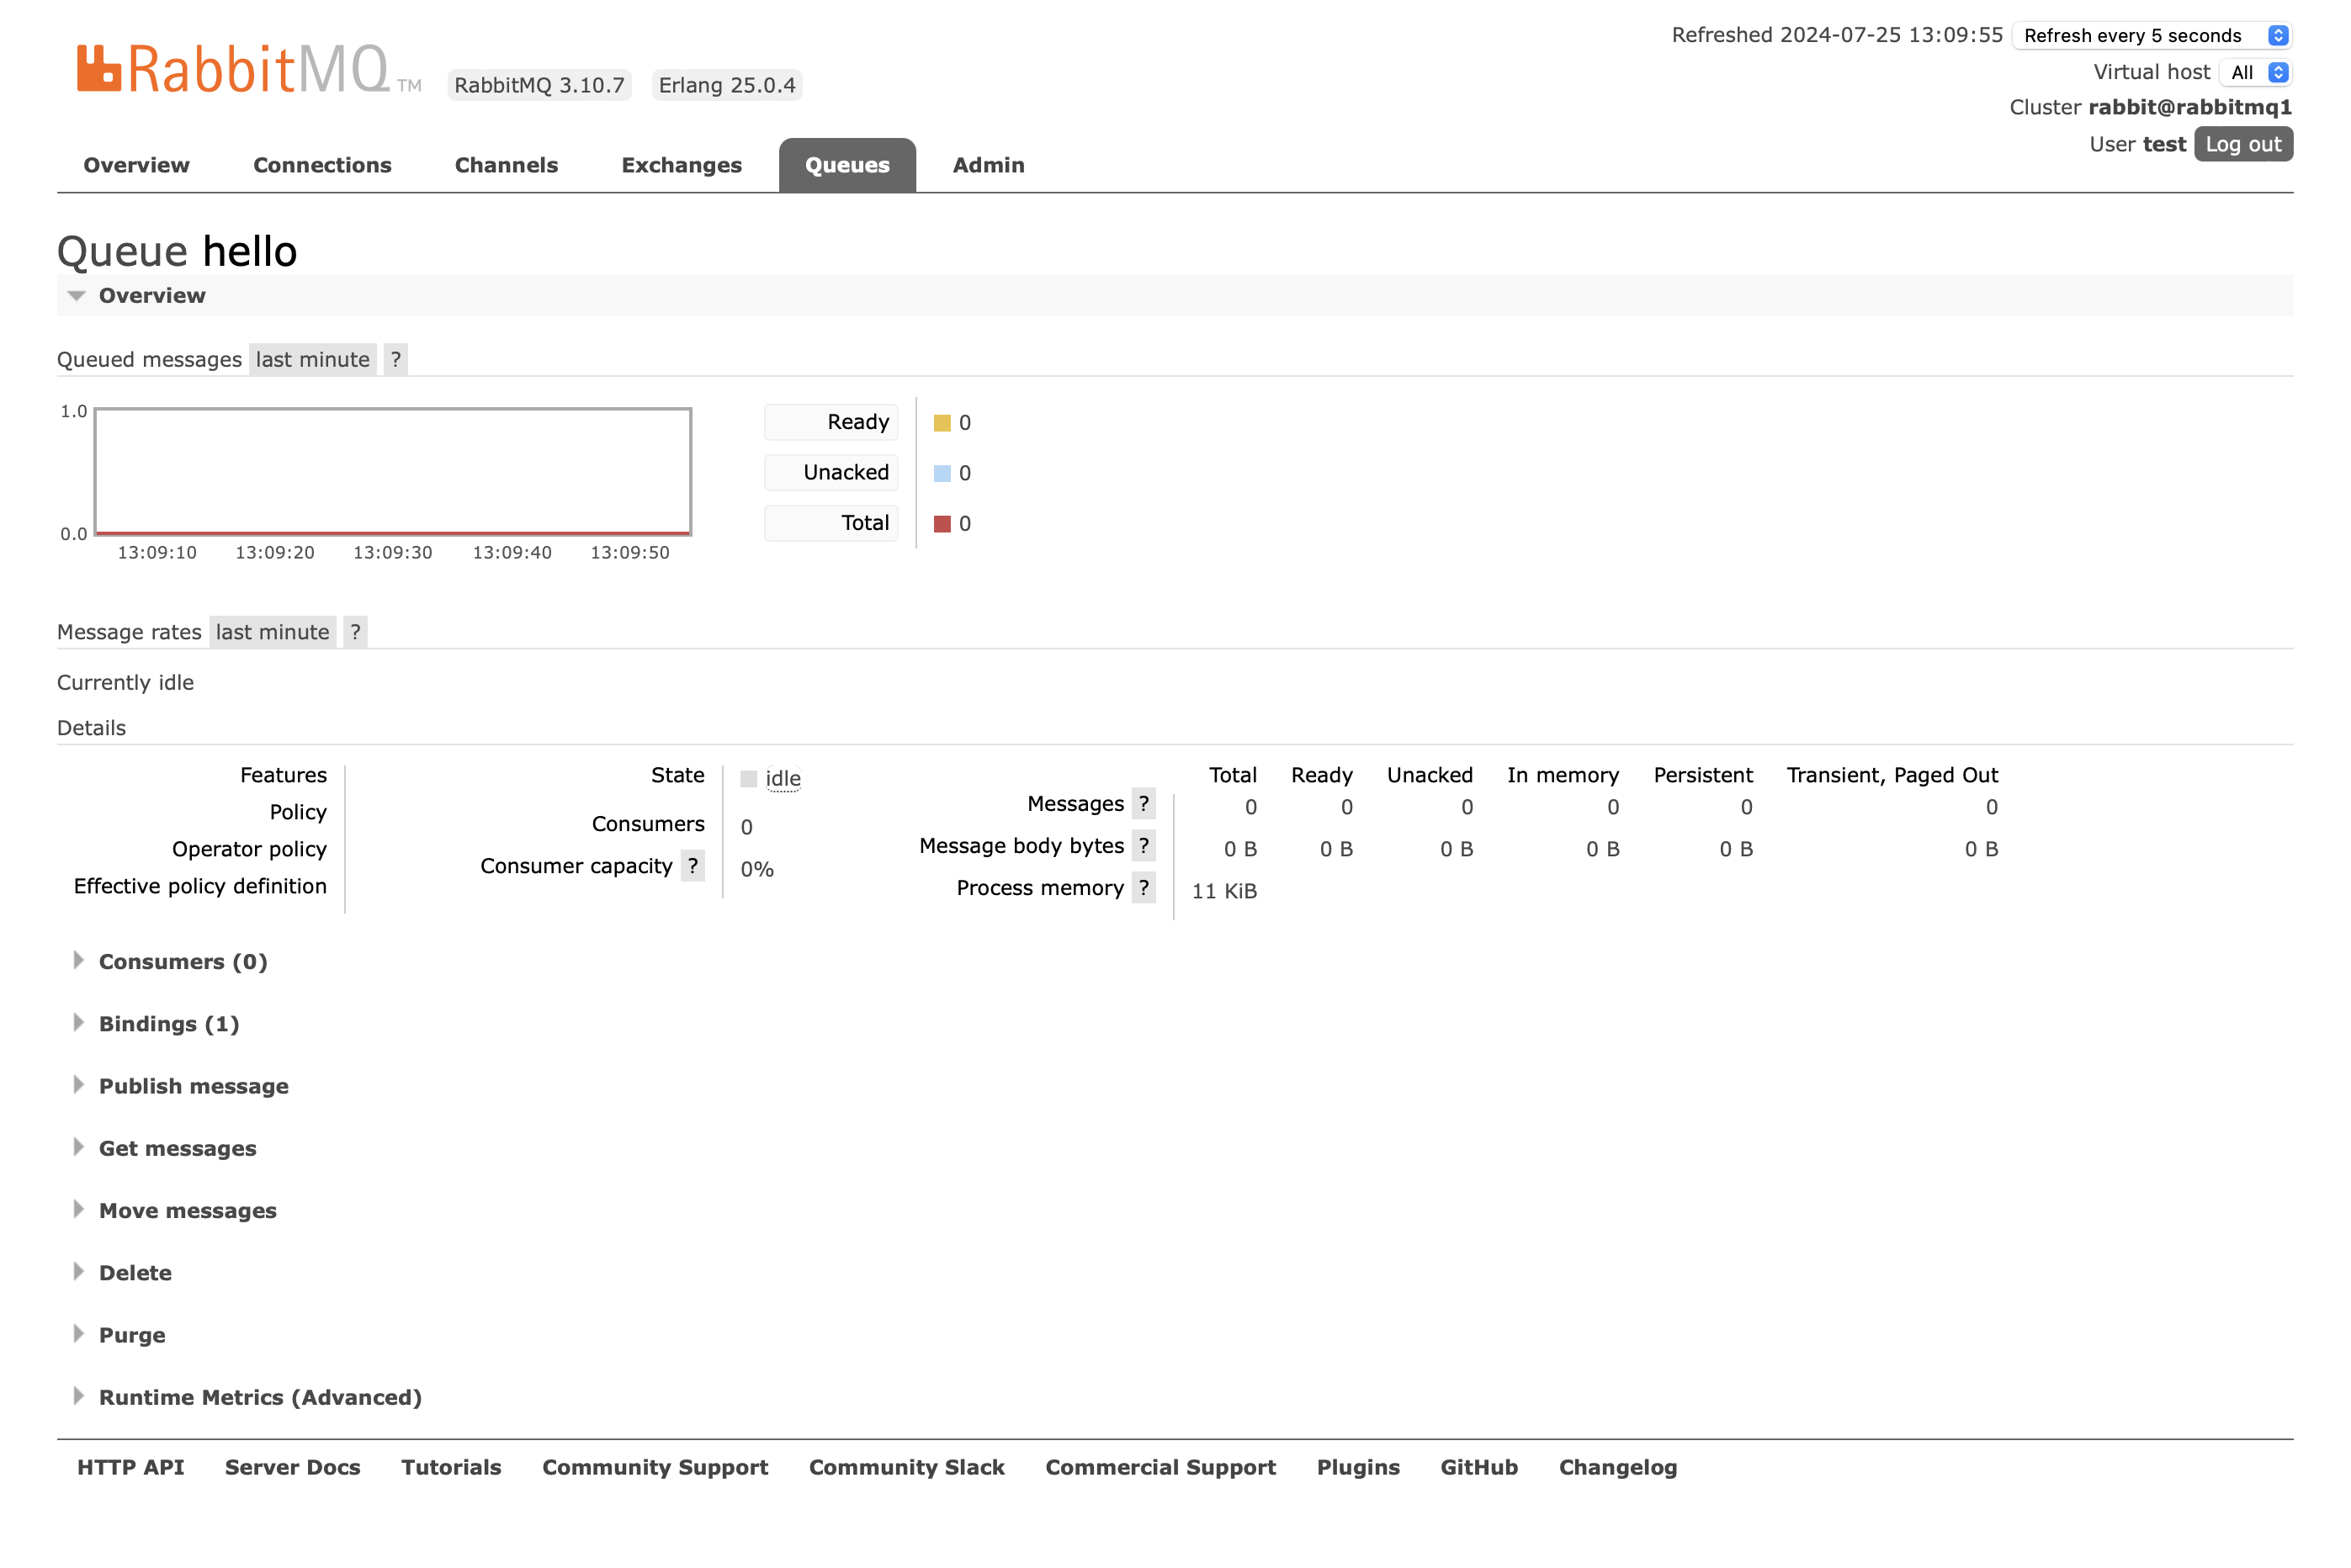 Refreshed 2024-07-25 13:09:55 Refresh every 5 seconds
Virtual host All
Cluster rabbit@rabbitmq1
User test Log out
RabbitMQ TM RabbitMQ 3.10.7 Erlang 25.0.4
Overview Connections Channels Exchanges Queues Admin
Queue hello
Overview
Queued messages last minute ?
1.0
0.0
13:09:10 13:09:20 13:09:30 13:09:40 13:09:50
Ready 0
Unacked 0
Total 0
Message rates last minute ?
Currently idle
Details
Features
Policy
Operator policy
Effective policy definition
State idle
Consumers 0
Consumer capacity ? 0%
Total Ready Unacked In memory Persistent Transient, Paged Out
Messages ? 0 0 0 0 0 0
Message body bytes ? 0 B 0 B 0 B 0 B 0 B 0 B
Process memory ? 11 KiB
Consumers (0)
Bindings (1)
Publish message
Get messages
Move messages
Delete
Purge
Runtime Metrics (Advanced)
HTTP API Server Docs Tutorials Community Support Community Slack Commercial Support Plugins GitHub Changelog